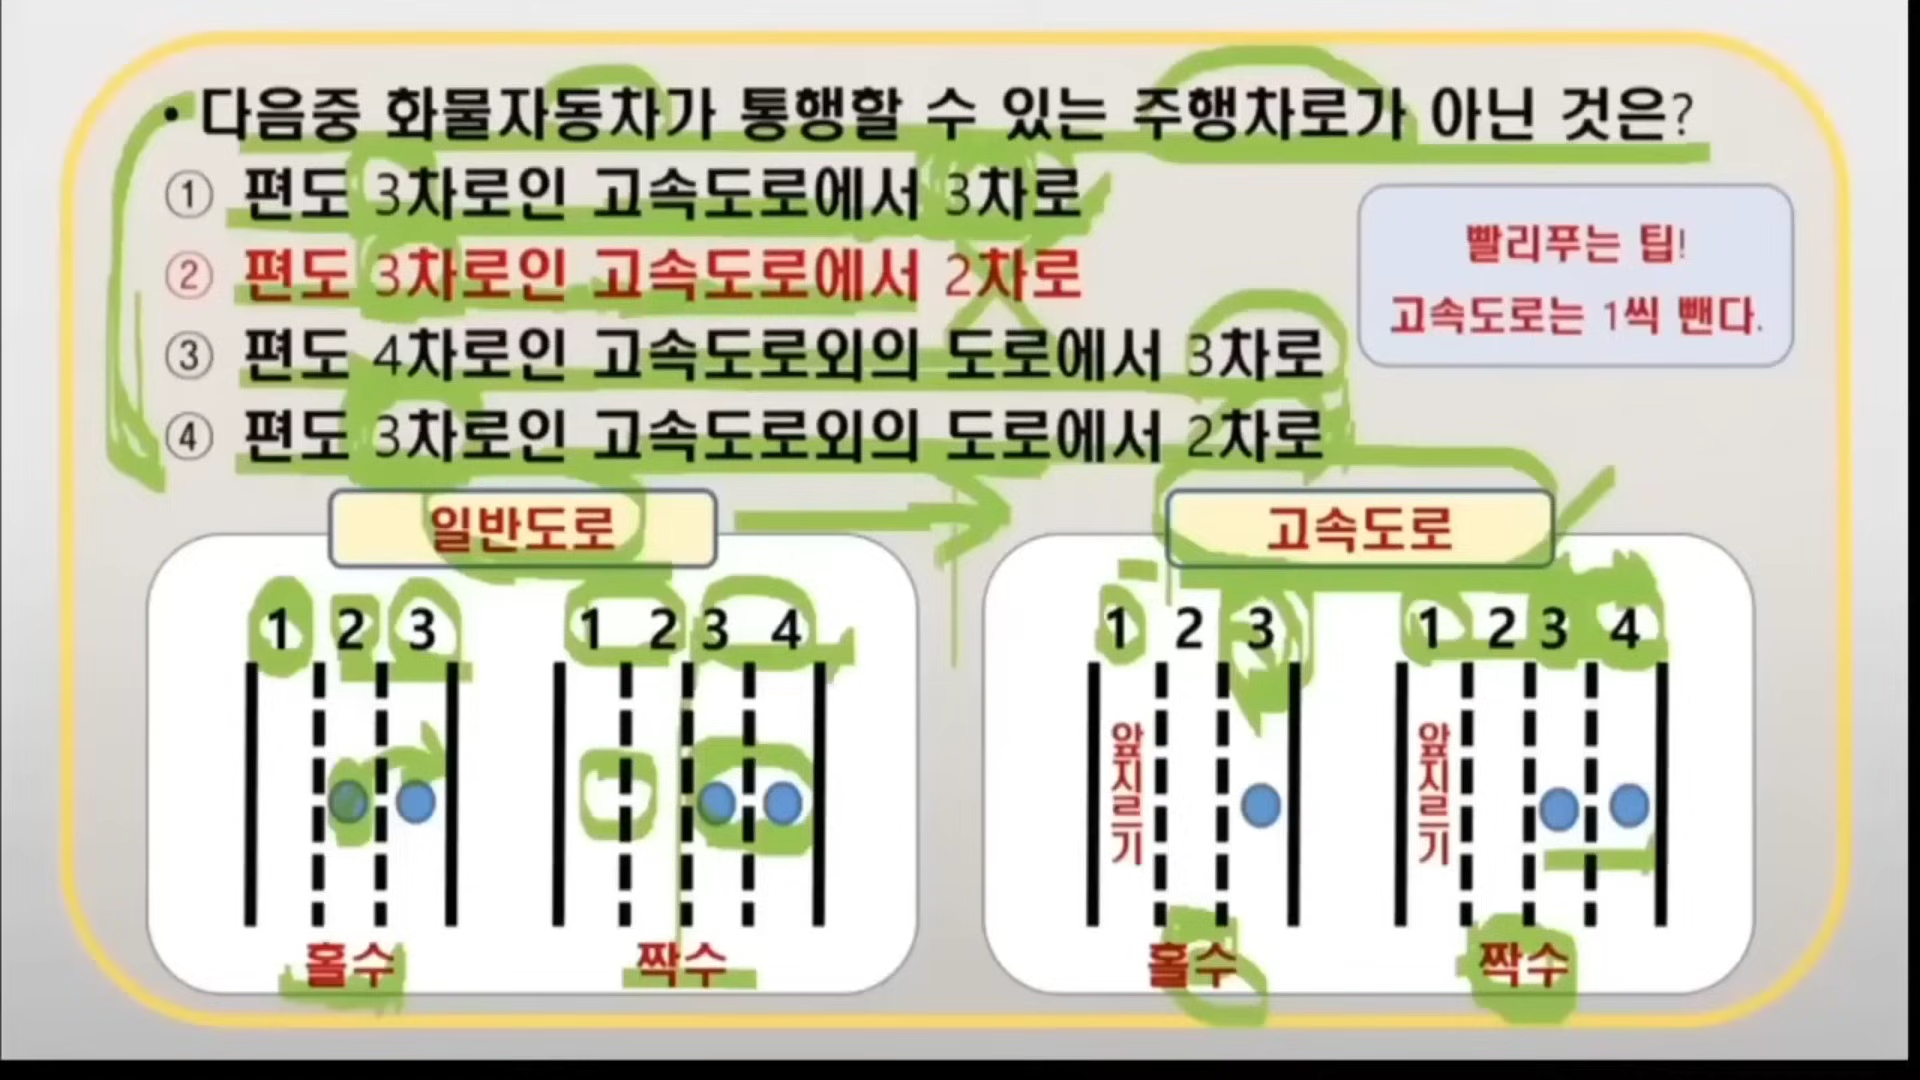 • 다음중 화물자동차가 통행할 수 있는 주행차로가 아닌 것은?
① 편도 3차로인 고속도로에서 3차로
② 편도 3차로인 고속도로에서 2차로
③ 편도 4차로인 고속도로외의 도로에서 3차로
④ 편도 3차로인 고속도로외의 도로에서 2차로
빨리푸는 팁!
고속도로는 1씩 뺀다.
일반도로
1 2 3
1 2 3 4
홀수
짝수
고속도로
1 2 3
1 2 3 4
앞지르기
앞지르기
홀수
짝수